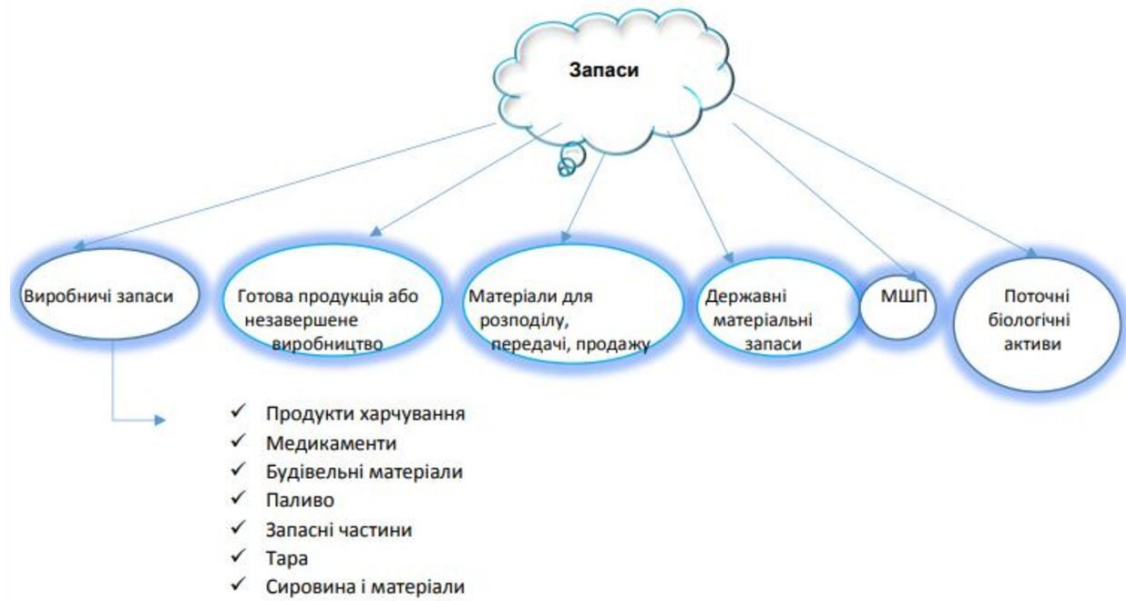 Запаси
Виробничі запаси
Готова продукція або
незавершене
виробництво
Матеріали для
розподілу,
передачі, продажу
Державні
матеріальні
запаси
МШП
Поточні
біологічні
активи
✓ Продукти харчування
✓ Медикаменти
✓ Будівельні матеріали
✓ Паливо
✓ Запасні частини
✓ Тара
✓ Сировина і матеріали